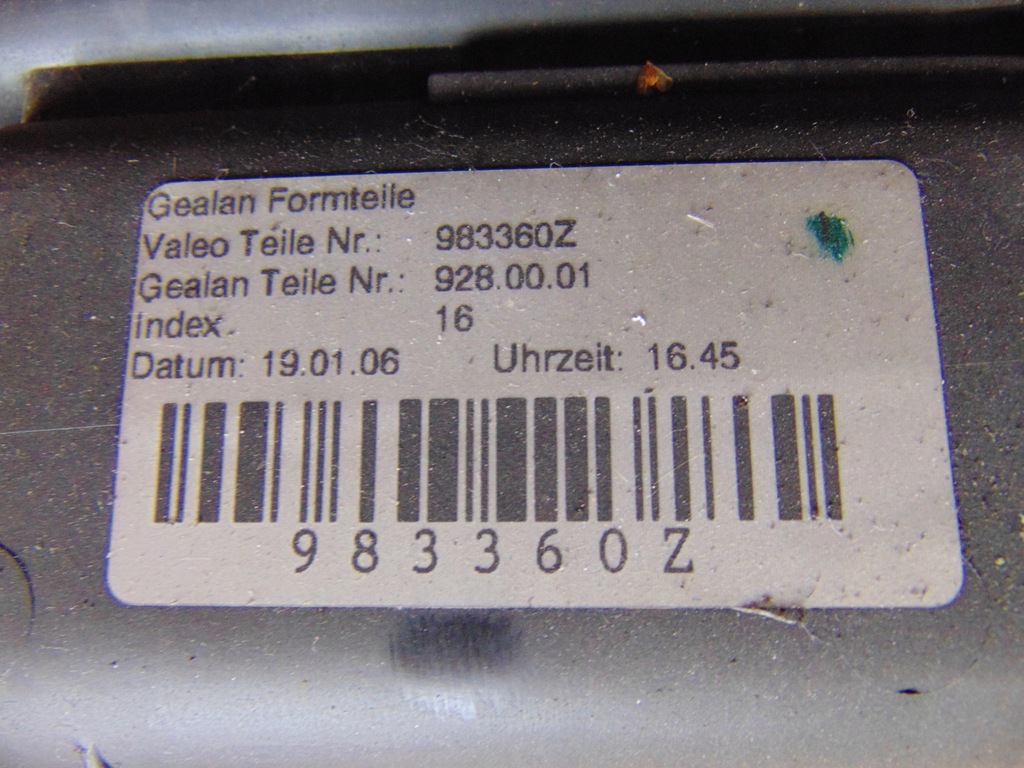 Gealan Formteile
Valeo Teile Nr.: 983360Z
Gealan Teile Nr.: 928.00.01
Index. 16
Datum: 19.01.06 Uhrzeit: 16.45
983360Z